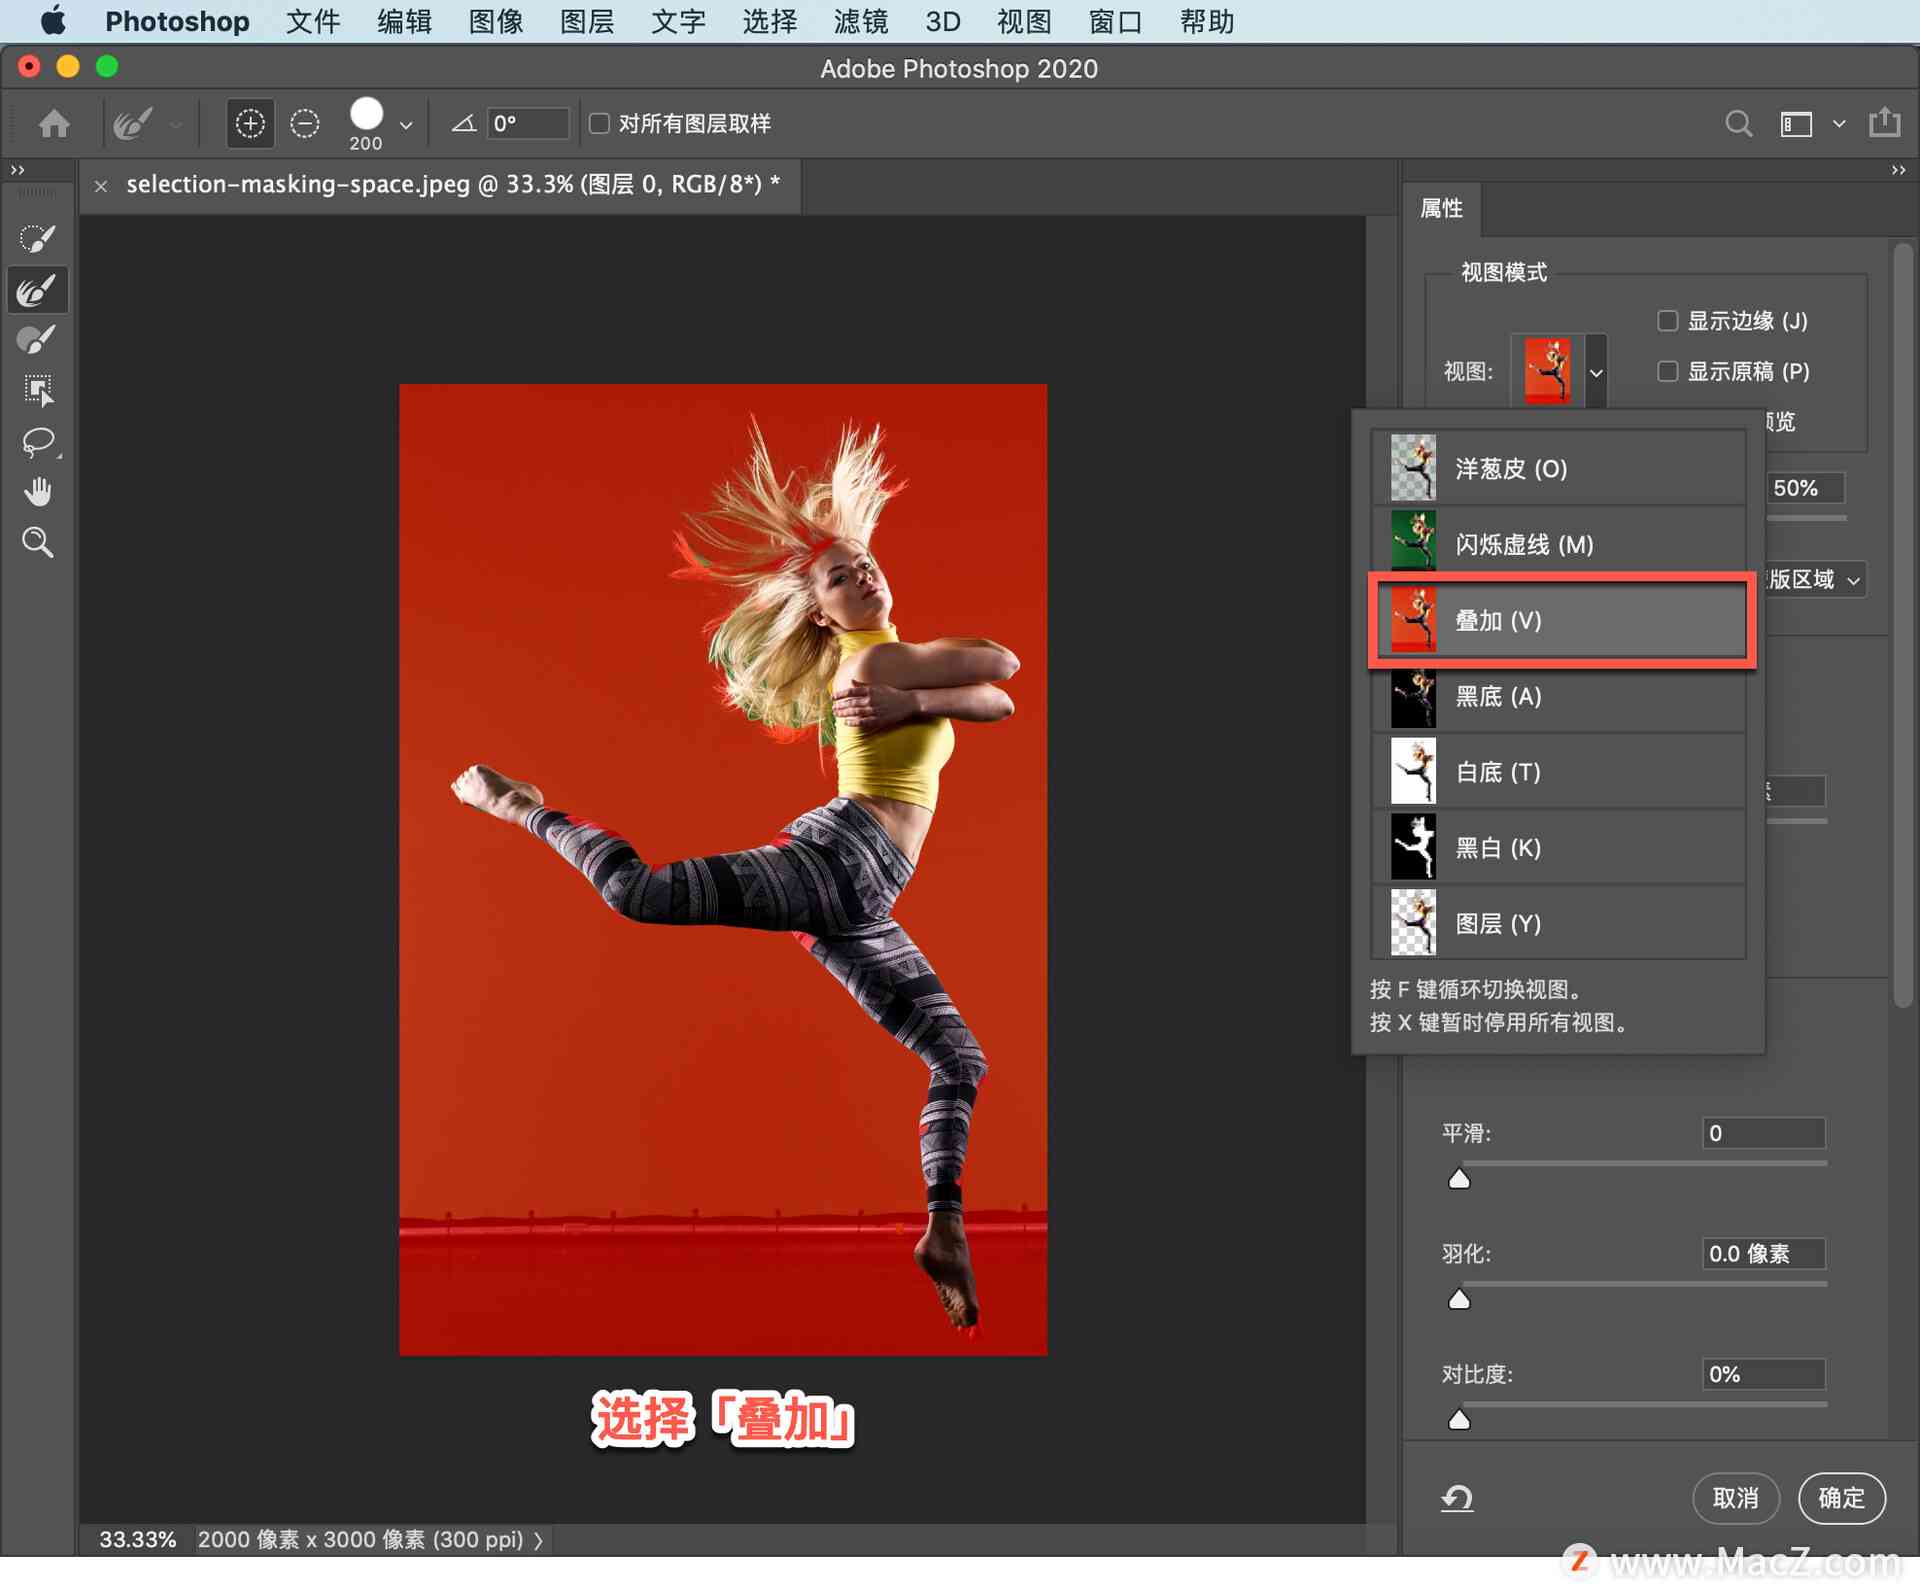 Photoshop 文件 编辑 图像 图层 文字 选择 滤镜 3D 视图 窗口 帮助
Adobe Photoshop 2020
200
0°
对所有图层取样
selection-masking-space.jpeg @ 33.3% (图层 0, RGB/8*) *
属性
视图模式
显示边缘 (J)
视图:
显示原稿 (P)
览
洋葱皮 (O)
50%
闪烁虚线 (M)
版区域
叠加 (V)
黑底 (A)
白底 (T)
黑白 (K)
图层 (Y)
按 F 键循环切换视图。
按 X 键暂时停用所有视图。
平滑:
0
羽化:
0.0 像素
对比度:
0%
选择「叠加」
取消
确定
33.33%
2000 像素 x 3000 像素 (300 ppi)
Z www.MacZ.com